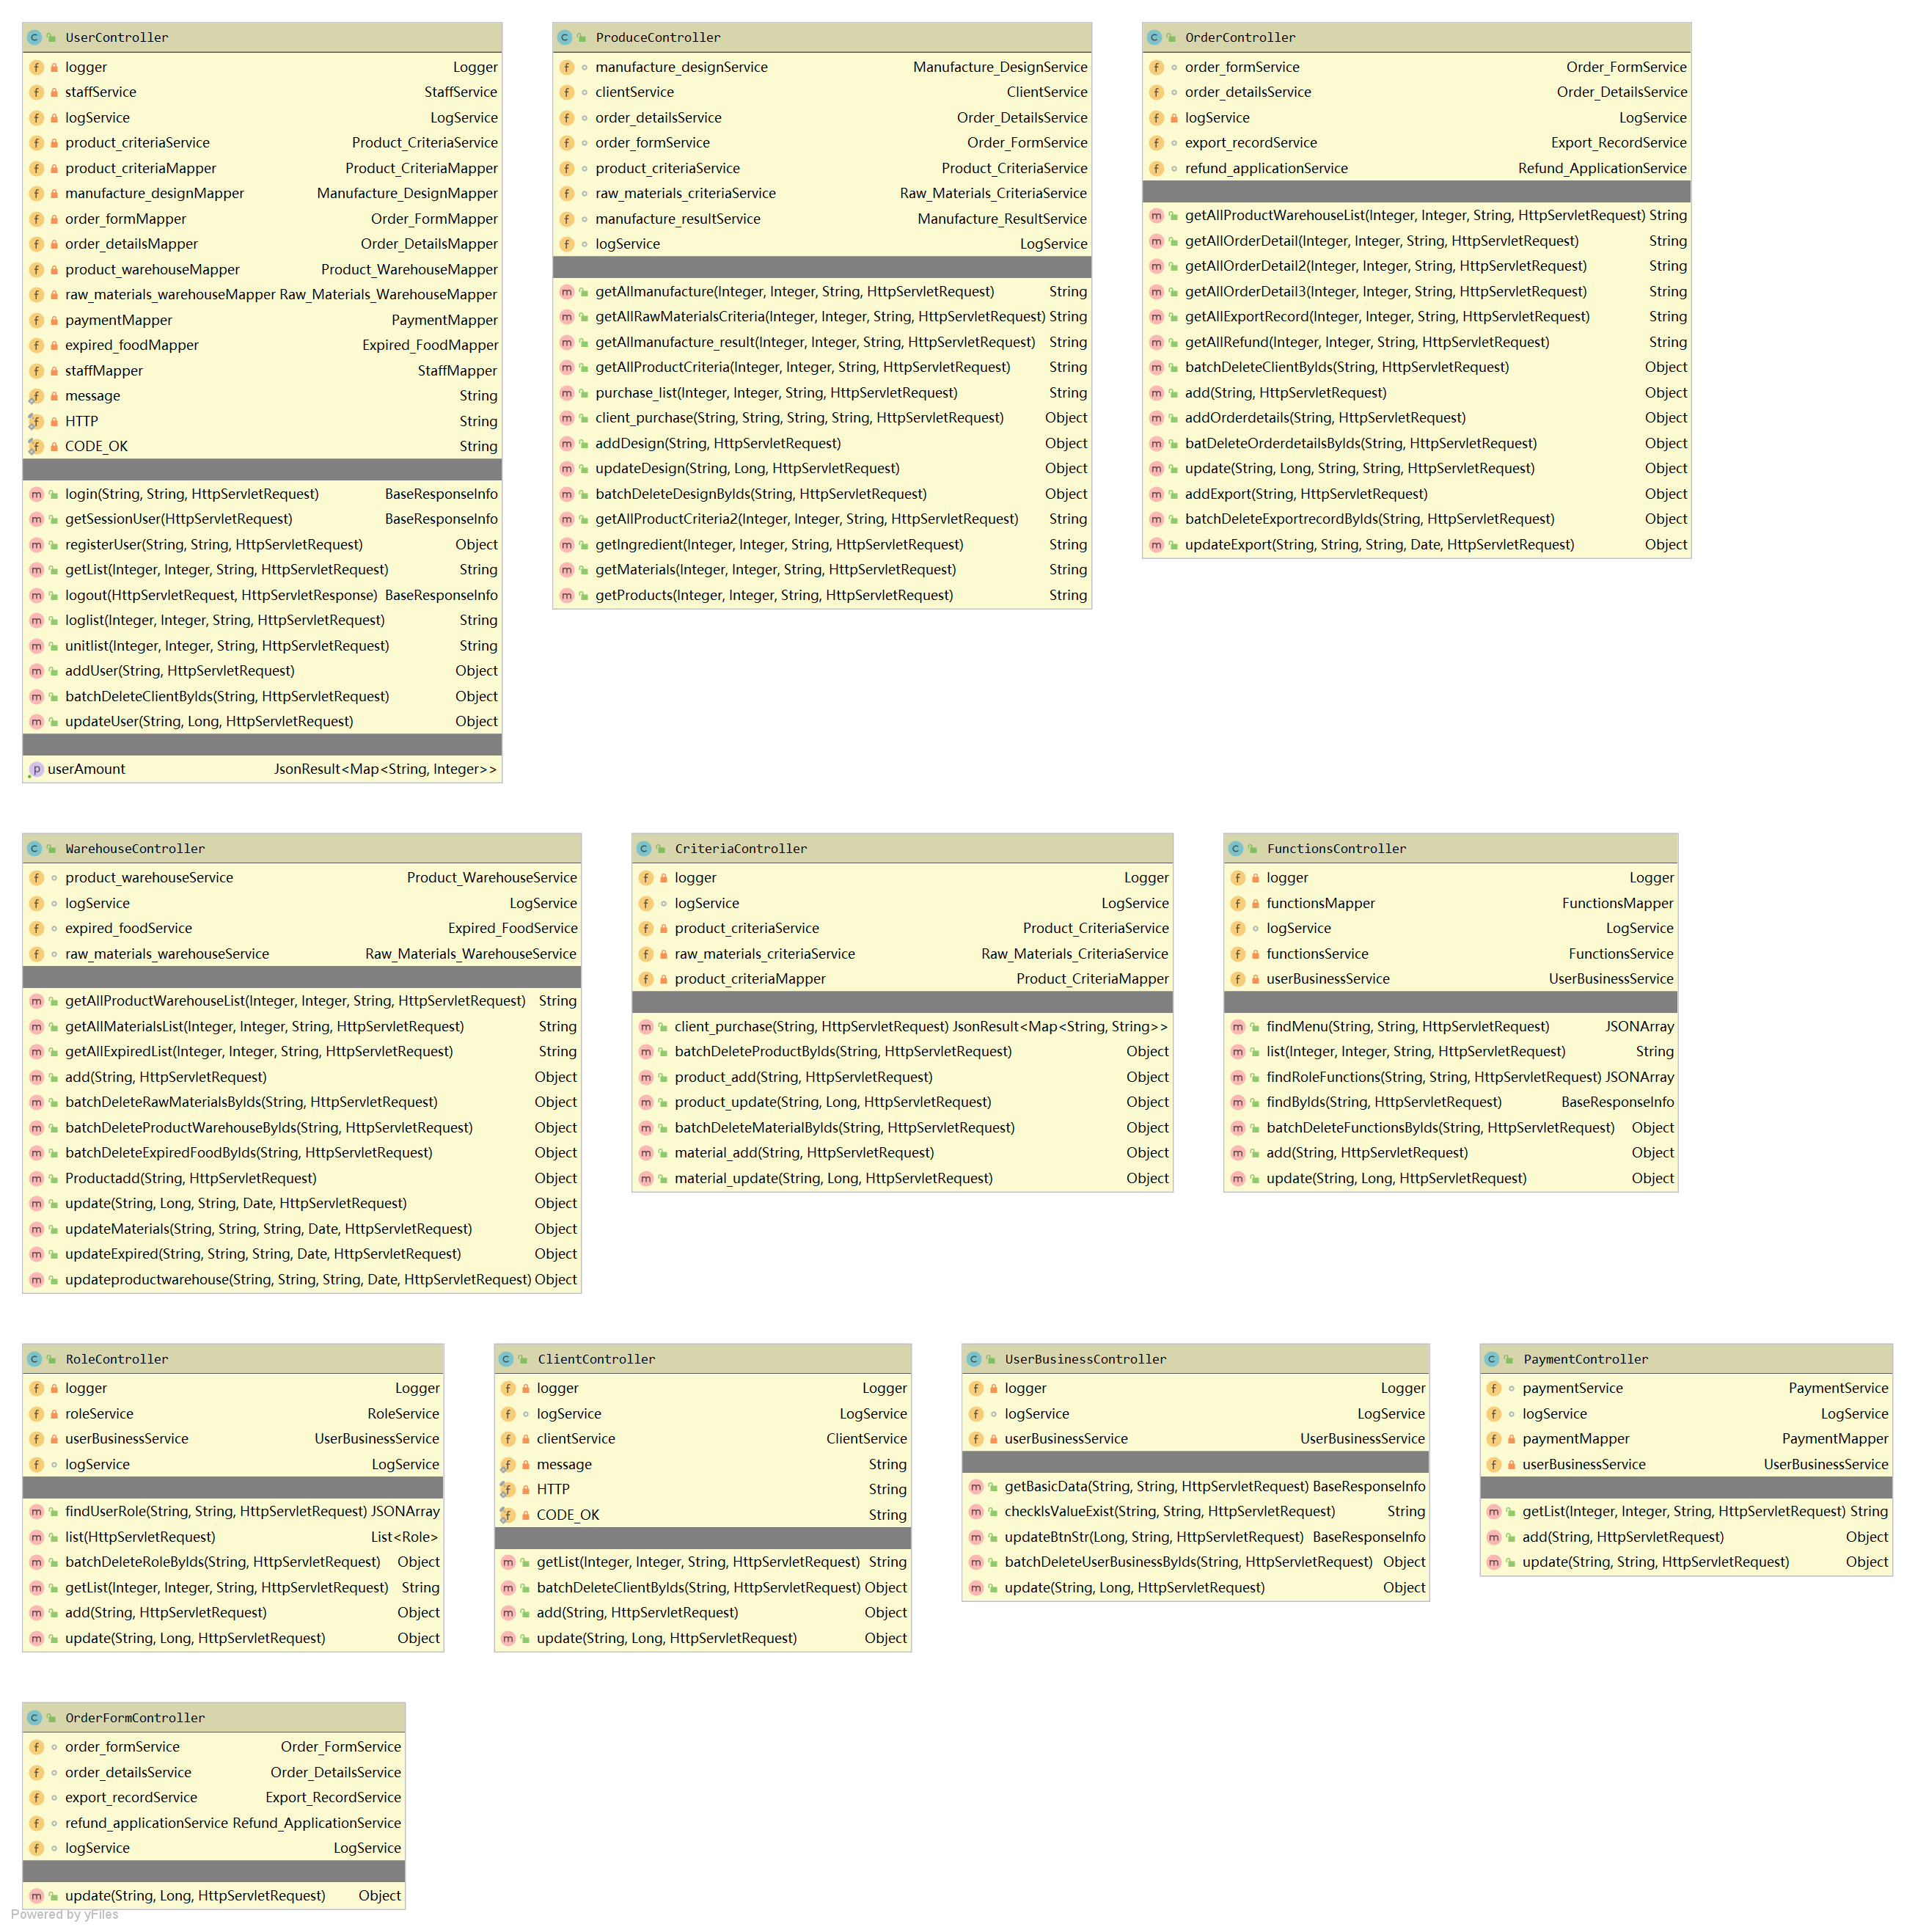 UserController
logger Logger
staffService StaffService
logService LogService
product_criteriaService Product_CriteriaService
product_criteriaMapper Product_CriteriaMapper
manufacture_designMapper Manufacture_DesignMapper
order_formMapper Order_FormMapper
order_detailsMapper Order_DetailsMapper
product_warehouseMapper Product_WarehouseMapper
raw_materials_warehouseMapper Raw_Materials_WarehouseMapper
paymentMapper PaymentMapper
expired_foodMapper Expired_FoodMapper
staffMapper StaffMapper
message String
HTTP String
CODE_OK String
login(String, String, HttpServletRequest) BaseResponseInfo
getSessionUser(HttpServletRequest) BaseResponseInfo
registerUser(String, String, HttpServletRequest) Object
getList(Integer, Integer, String, HttpServletRequest) String
logout(HttpServletRequest, HttpServletResponse) BaseResponseInfo
loglist(Integer, Integer, String, HttpServletRequest) String
unitlist(Integer, Integer, String, HttpServletRequest) String
addUser(String, HttpServletRequest) Object
batchDeleteClientByIds(String, HttpServletRequest) Object
updateUser(String, Long, HttpServletRequest) Object
userAmount JsonResult<Map<String, Integer>>
ProduceController
manufacture_designService Manufacture_DesignService
clientService ClientService
order_detailsService Order_DetailsService
order_formService Order_FormService
product_criteriaService Product_CriteriaService
raw_materials_criteriaService Raw_Materials_CriteriaService
manufacture_resultService Manufacture_ResultService
logService LogService
getAllmanufacture(Integer, Integer, String, HttpServletRequest) String
getAllRawMaterialsCriteria(Integer, Integer, String, HttpServletRequest) String
getAllmanufacture_result(Integer, Integer, String, HttpServletRequest) String
getAllProductCriteria(Integer, Integer, String, HttpServletRequest) String
purchase_list(Integer, Integer, String, HttpServletRequest) String
client_purchase(String, String, String, String, HttpServletRequest) Object
addDesign(String, HttpServletRequest) Object
updateDesign(String, Long, HttpServletRequest) Object
batchDeleteDesignByIds(String, HttpServletRequest) Object
getAllProductCriteria2(Integer, Integer, String, HttpServletRequest) String
getIngredient(Integer, Integer, String, HttpServletRequest) String
getMaterials(Integer, Integer, String, HttpServletRequest) String
getProducts(Integer, Integer, String, HttpServletRequest) String
OrderController
order_formService Order_FormService
order_detailsService Order_DetailsService
logService LogService
export_recordService Export_RecordService
refund_applicationService Refund_ApplicationService
getAllProductWarehouseList(Integer, Integer, String, HttpServletRequest) String
getAllOrderDetail(Integer, Integer, String, HttpServletRequest) String
getAllOrderDetail2(Integer, Integer, String, HttpServletRequest) String
getAllOrderDetail3(Integer, Integer, String, HttpServletRequest) String
getAllExportRecord(Integer, Integer, String, HttpServletRequest) String
getAllRefund(Integer, Integer, String, HttpServletRequest) String
batchDeleteClientByIds(String, HttpServletRequest) Object
add(String, HttpServletRequest) Object
addOrderdetails(String, HttpServletRequest) Object
batDeleteOrderdetailsByIds(String, HttpServletRequest) Object
update(String, Long, String, String, HttpServletRequest) Object
addExport(String, HttpServletRequest) Object
batchDeleteExportrecordByIds(String, HttpServletRequest) Object
updateExport(String, String, String, Date, HttpServletRequest) Object
WarehouseController
product_warehouseService Product_WarehouseService
logService LogService
expired_foodService Expired_FoodService
raw_materials_warehouseService Raw_Materials_WarehouseService
getAllProductWarehouseList(Integer, Integer, String, HttpServletRequest) String
getAllMaterialsList(Integer, Integer, String, HttpServletRequest) String
getAllExpiredList(Integer, Integer, String, HttpServletRequest) String
add(String, HttpServletRequest) Object
batchDeleteRawMaterialsByIds(String, HttpServletRequest) Object
batchDeleteProductWarehouseByIds(String, HttpServletRequest) Object
batchDeleteExpiredFoodByIds(String, HttpServletRequest) Object
Productadd(String, HttpServletRequest) Object
update(String, Long, String, Date, HttpServletRequest) Object
updateMaterials(String, String, String, Date, HttpServletRequest) Object
updateExpired(String, String, String, Date, HttpServletRequest) Object
updateproductwarehouse(String, String, String, Date, HttpServletRequest) Object
CriteriaController
logger Logger
logService LogService
product_criteriaService Product_CriteriaService
raw_materials_criteriaService Raw_Materials_CriteriaService
product_criteriaMapper Product_CriteriaMapper
client_purchase(String, HttpServletRequest) JsonResult<Map<String, String>>
batchDeleteProductByIds(String, HttpServletRequest) Object
product_add(String, HttpServletRequest) Object
product_update(String, Long, HttpServletRequest) Object
batchDeleteMaterialByIds(String, HttpServletRequest) Object
material_add(String, HttpServletRequest) Object
material_update(String, Long, HttpServletRequest) Object
FunctionsController
logger Logger
functionsMapper FunctionsMapper
logService LogService
functionsService FunctionsService
userBusinessService UserBusinessService
findMenu(String, String, HttpServletRequest) JSONArray
list(Integer, Integer, String, HttpServletRequest) String
findRoleFunctions(String, String, HttpServletRequest) JSONArray
findByIds(String, HttpServletRequest) BaseResponseInfo
batchDeleteFunctionsByIds(String, HttpServletRequest) Object
add(String, HttpServletRequest) Object
update(String, Long, HttpServletRequest) Object
RoleController
logger Logger
roleService RoleService
userBusinessService UserBusinessService
logService LogService
findUserRole(String, String, HttpServletRequest) JSONArray
list(HttpServletRequest) List<Role>
batchDeleteRoleByIds(String, HttpServletRequest) Object
getList(Integer, Integer, String, HttpServletRequest) String
add(String, HttpServletRequest) Object
update(String, Long, HttpServletRequest) Object
ClientController
logger Logger
logService LogService
clientService ClientService
message String
HTTP String
CODE_OK String
getList(Integer, Integer, String, HttpServletRequest) String
batchDeleteClientByIds(String, HttpServletRequest) Object
add(String, HttpServletRequest) Object
update(String, Long, HttpServletRequest) Object
UserBusinessController
logger Logger
logService LogService
userBusinessService UserBusinessService
getBasicData(String, String, HttpServletRequest) BaseResponseInfo
checkIsValueExist(String, String, HttpServletRequest) String
updateBtnStr(Long, String, HttpServletRequest) BaseResponseInfo
batchDeleteUserBusinessByIds(String, HttpServletRequest) Object
update(String, Long, HttpServletRequest) Object
PaymentController
paymentService PaymentService
logService LogService
paymentMapper PaymentMapper
userBusinessService UserBusinessService
getList(Integer, Integer, String, HttpServletRequest) String
add(String, HttpServletRequest) Object
update(String, String, HttpServletRequest) Object
OrderFormController
order_formService Order_FormService
order_detailsService Order_DetailsService
export_recordService Export_RecordService
refund_applicationService Refund_ApplicationService
logService LogService
update(String, Long, HttpServletRequest) Object
Powered by yFiles